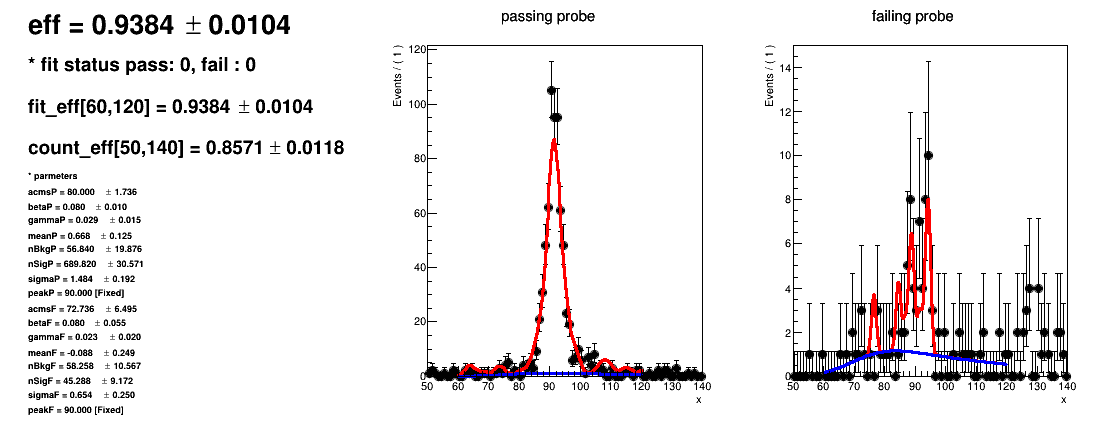 eff = 0.9384 ± 0.0104
* fit status pass: 0, fail : 0
fit_eff[60,120] = 0.9384 ± 0.0104
count_eff[50,140] = 0.8571 ± 0.0118
* parmeters
acmsP = 80.000 ± 1.736
betaP = 0.080 ± 0.010
gammaP = 0.029 ± 0.015
meanP = 0.668 ± 0.125
nBkgP = 56.840 ± 19.876
nSigP = 689.820 ± 30.571
sigmaP = 1.484 ± 0.192
peakP = 90.000 [Fixed]
acmsF = 72.736 ± 6.495
betaF = 0.080 ± 0.055
gammaF = 0.023 ± 0.020
meanF = -0.088 ± 0.249
nBkgF = 58.258 ± 10.567
nSigF = 45.288 ± 9.172
sigmaF = 0.654 ± 0.250
peakF = 90.000 [Fixed]
passing probe
Events / ( 1 )
120
100
80
60
40
20
0
50 60 70 80 90 100 110 120 130 140
x
failing probe
Events / ( 1 )
14
12
10
8
6
4
2
0
50 60 70 80 90 100 110 120 130 140
x